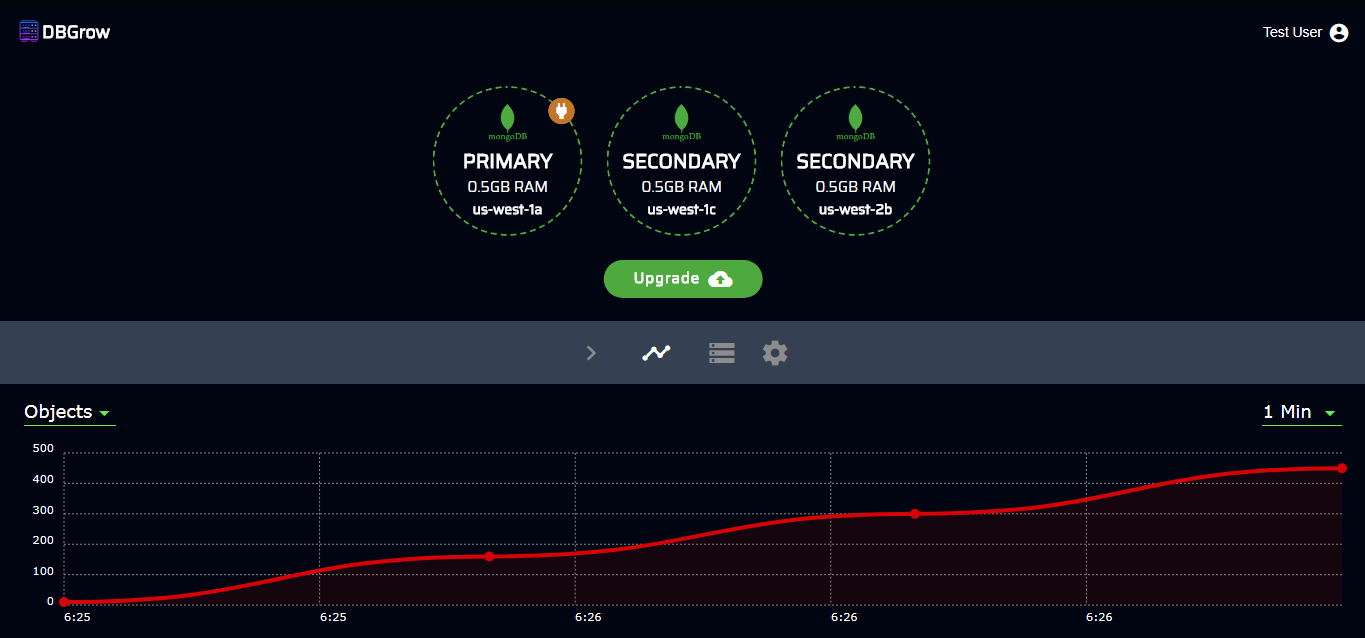 DBGrow
Test User
mongoDB
PRIMARY
0.5GB RAM
us-west-1a
mongoDB
SECONDARY
0.5GB RAM
us-west-1c
mongoDB
SECONDARY
0.5GB RAM
us-west-2b
Upgrade
Objects
1 Min
500
400
300
200
100
0
6:25
6:25
6:26
6:26
6:26